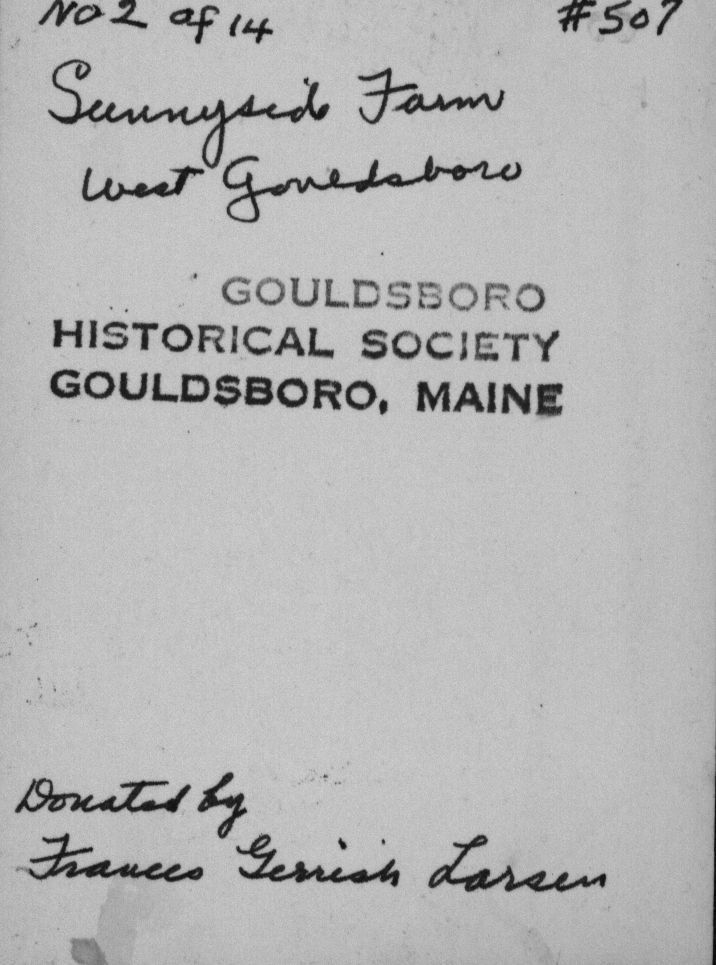 No 2 of 14 #507
Sunnyside Farm
West Gouldsboro
GOULDSBORO
HISTORICAL SOCIETY
GOULDSBORO, MAINE
Donated by
Frances Gerrish Larsen